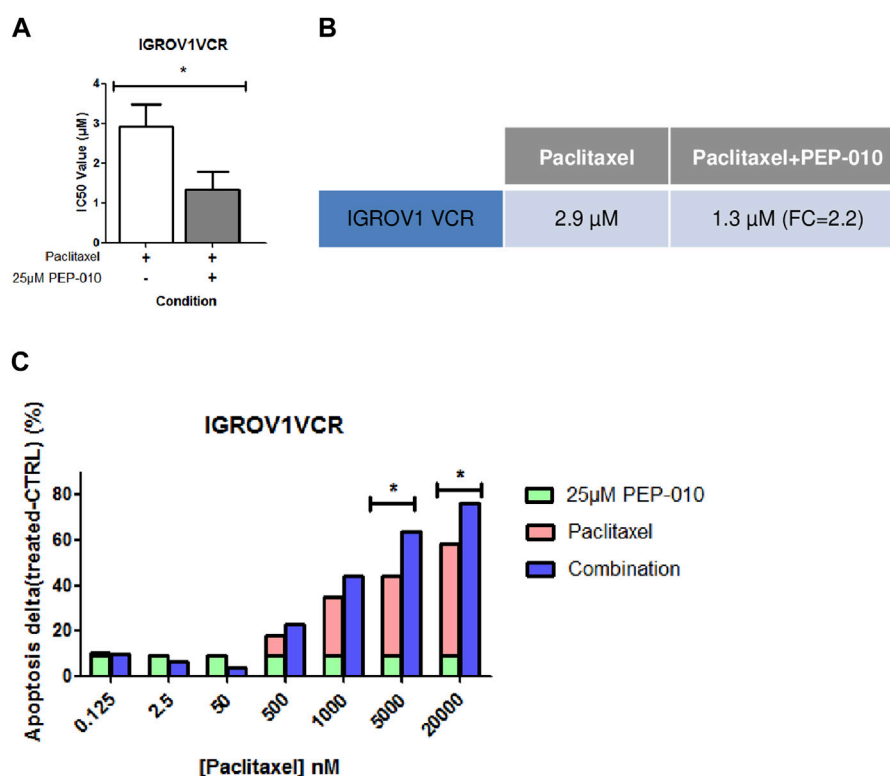 A
IGROV1VCR
*
IC50 Value (µM)
4
3
2
1
0
Paclitaxel + +
25µM PEP-010 - +
Condition
B
Paclitaxel Paclitaxel+PEP-010
IGROV1 VCR 2.9 µM 1.3 µM (FC=2.2)
C
IGROV1VCR
Apoptosis delta(treated-CTRL) (%)
80
60
40
20
0
* *
0.125 2.5 50 500 1000 5000 20000
[Paclitaxel] nM
25µM PEP-010
Paclitaxel
Combination